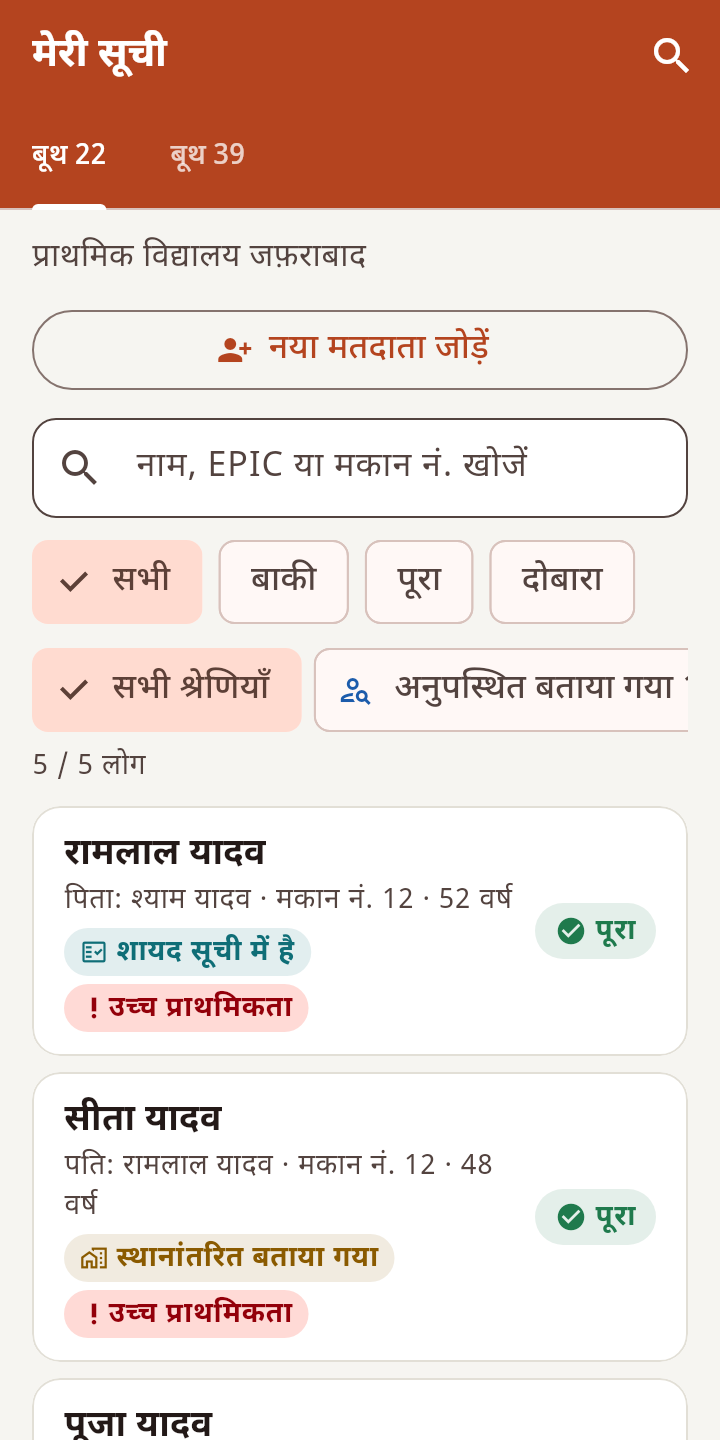 मेरी सूची
बूथ 22
बूथ 39
प्राथमिक विद्यालय जफ़राबाद
नया मतदाता जोड़ें
नाम, EPIC या मकान नं. खोजें
सभी
बाकी
पूरा
दोबारा
सभी श्रेणियाँ
अनुपस्थित बताया गया
5 / 5 लोग
रामलाल यादव
पिता: श्याम यादव · मकान नं. 12 · 52 वर्ष
शायद सूची में है
पूरा
! उच्च प्राथमिकता
सीता यादव
पति: रामलाल यादव · मकान नं. 12 · 48
वर्ष
पूरा
स्थानांतरित बताया गया
! उच्च प्राथमिकता
पूजा यादव